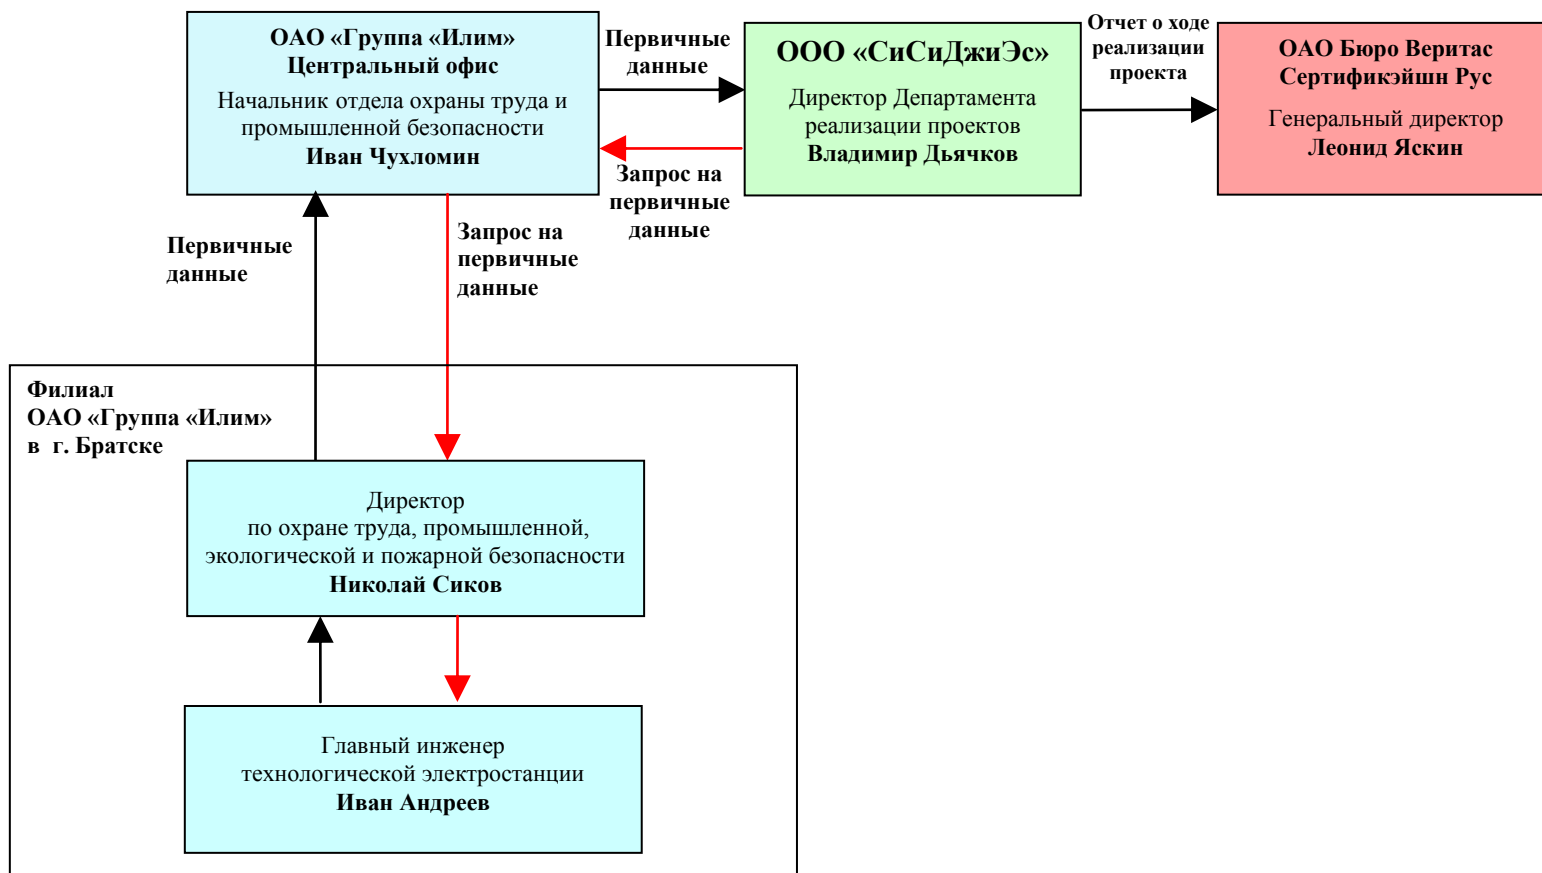 ОАО «Группа «Илим»
Центральный офис
Начальник отдела охраны труда и
промышленной безопасности
Иван Чухломин
Первичные
данные
ООО «СиСиДжиЭс»
Директор Департамента
реализации проектов
Владимир Дьячков
Отчет о ходе
реализации
проекта
ОАО Бюро Веритас
Сертификэйшн Рус
Генеральный директор
Леонид Яскин
Запрос на
первичные
данные
Первичные
данные
Запрос на
первичные
данные
Филиал
ОАО «Группа «Илим»
в г. Братске
Директор
по охране труда, промышленной,
экологической и пожарной безопасности
Николай Сиков
Главный инженер
технологической электростанции
Иван Андреев